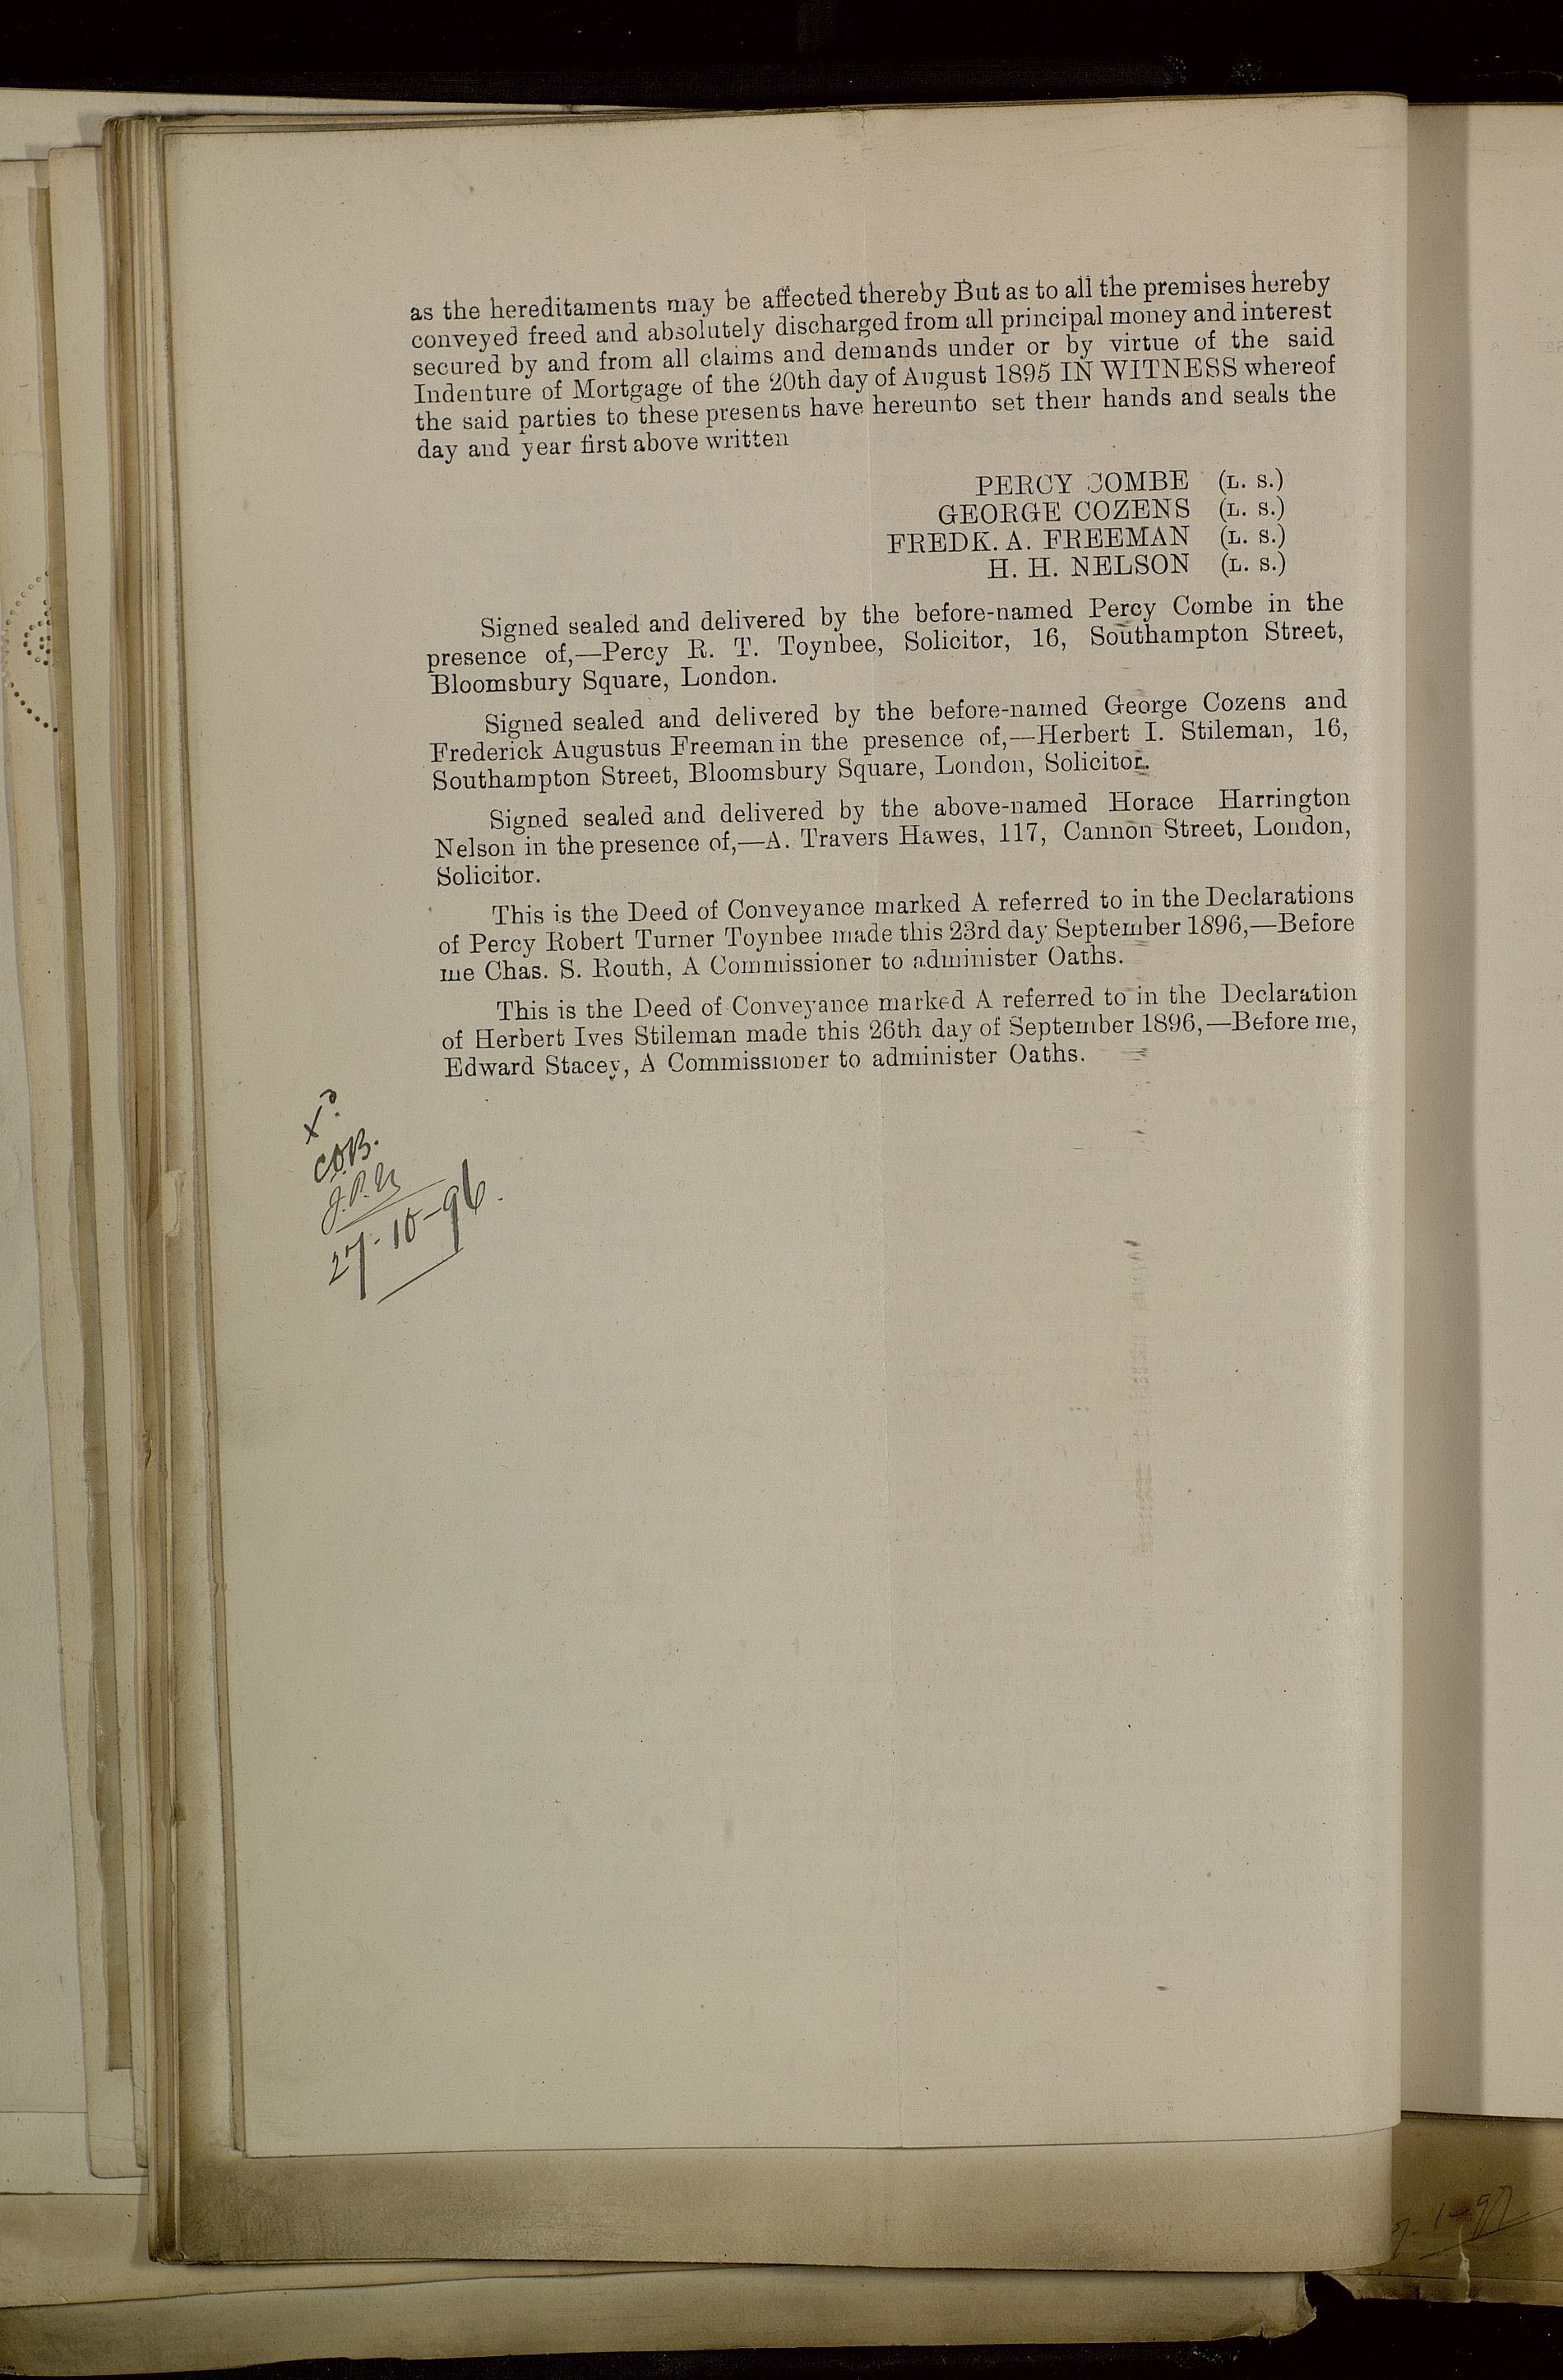 as the hereditaments may be affected thereby But as to all the premises hereby
conveyed freed and absolutely discharged from all principal money and interest
secured by and from all claims and demands under or by virtue of the said
Indenture of Mortgage of the 20th day of August 1895 IN WITNESS whereof
the said parties to these presents have hereunto set their hands and seals the
day and year first above written
PERCY COMBE (L. S.)
GEORGE COZENS (L. S.)
FREDK. A. FREEMAN (L. S.)
H. H. NELSON (L. S.)
Signed sealed and delivered by the before-named Percy Combe in the
presence of,—Percy R. T. Toynbee, Solicitor, 16, Southampton Street,
Bloomsbury Square, London.
Signed sealed and delivered by the before-named George Cozens and
Frederick Augustus Freeman in the presence of,—Herbert I. Stileman, 16,
Southampton Street, Bloomsbury Square, London, Solicitor.
Signed sealed and delivered by the above-named Horace Harrington
Nelson in the presence of,—A. Travers Hawes, 117, Cannon Street, London,
Solicitor.
This is the Deed of Conveyance marked A referred to in the Declarations
of Percy Robert Turner Toynbee made this 23rd day September 1896,—Before
me Chas. S. Routh, A Commissioner to administer Oaths.
This is the Deed of Conveyance marked A referred to in the Declaration
of Herbert Ives Stileman made this 26th day of September 1896,—Before me,
Edward Stacey, A Commissioner to administer Oaths.
27-10-96.